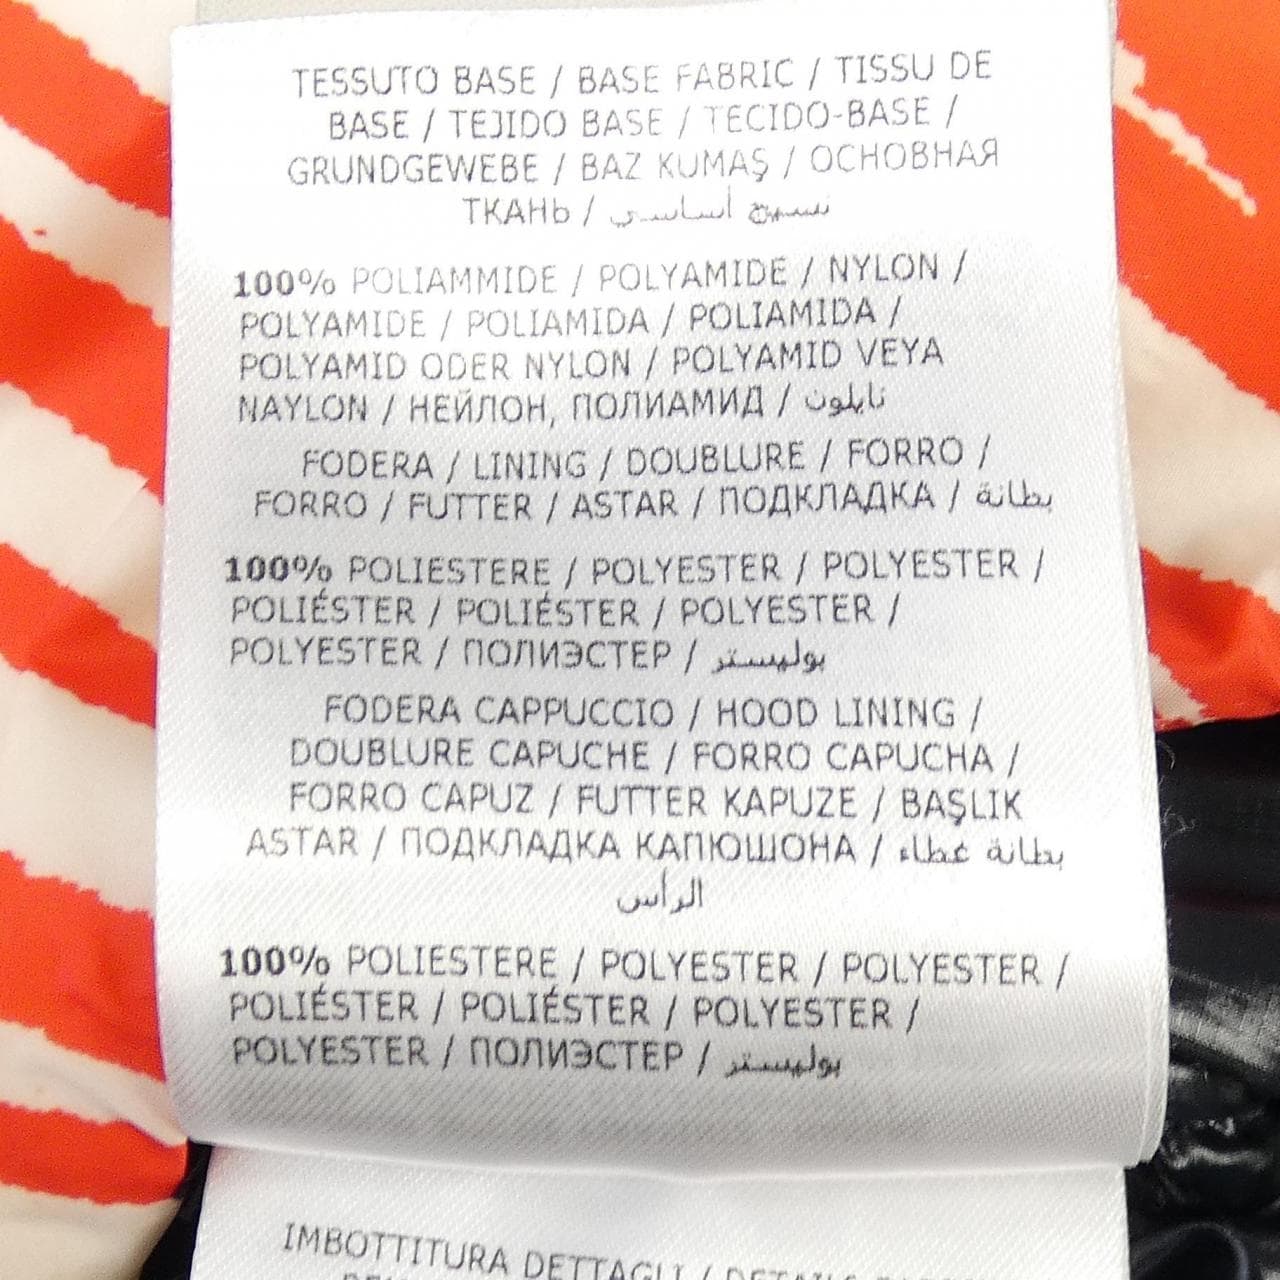 TESSUTO BASE / BASE FABRIC / TISSU DE
BASE / TEJIDO BASE / TECIDO-BASE /
GRUNDGEWEBE / BAZ KUMAŞ / ОСНОВНАЯ
ТКАНЬ / نسيج أساسي
100% POLIAMMIDE / POLYAMIDE / NYLON /
POLYAMIDE / POLIAMIDA / POLIAMIDA /
POLYAMID ODER NYLON / POLYAMID VEYA
NAYLON / НЕЙЛОН, ПОЛИАМИД / نايلون
FODERA / LINING / DOUBLURE / FORRO /
FORRO / FUTTER / ASTAR / ПОДКЛАДКА / بطانة
100% POLIESTERE / POLYESTER / POLYESTER /
POLIÉSTER / POLIÉSTER / POLYESTER /
POLYESTER / ПОЛИЭСТЕР / بوليستر
FODERA CAPPUCCIO / HOOD LINING /
DOUBLURE CAPUCHE / FORRO CAPUCHA /
FORRO CAPUZ / FUTTER KAPUZE / BAŞLIK
ASTAR / ПОДКЛАДКА КАПЮШОНА / بطانة غطاء
الرأس
100% POLIESTERE / POLYESTER / POLYESTER /
POLIÉSTER / POLIÉSTER / POLYESTER /
POLYESTER / ПОЛИЭСТЕР / بوليستر
IMBOTTITURA DETTAGLI /